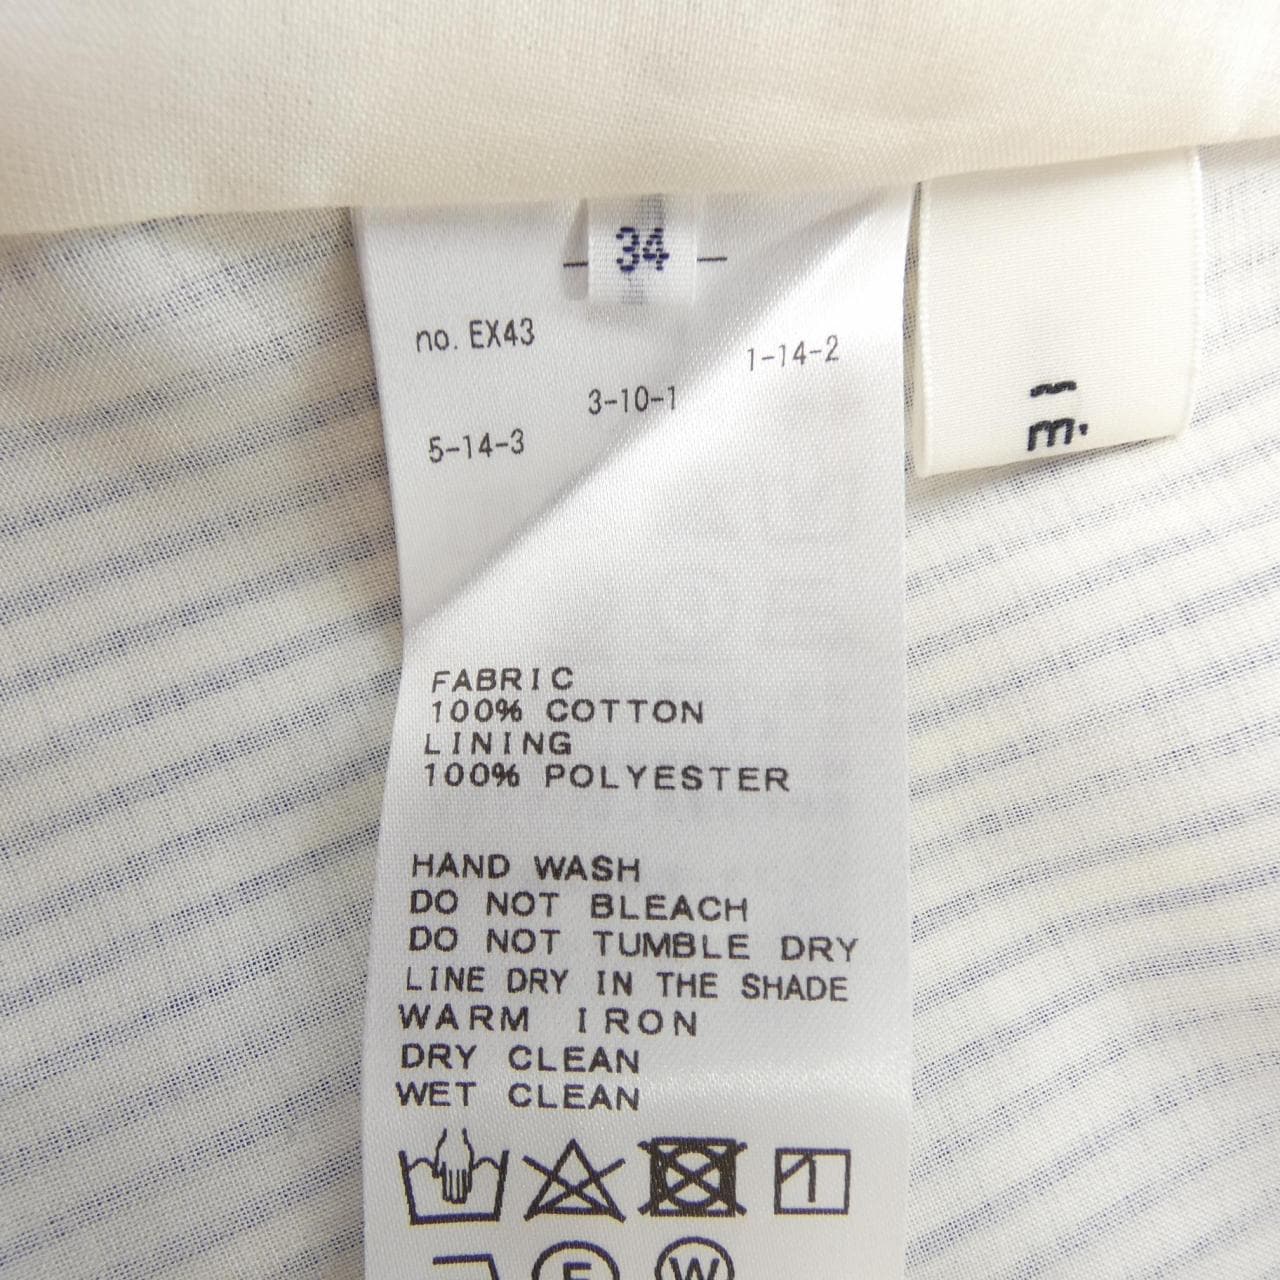 34
no. EX43
1-14-2
3-10-1
5-14-3
FABRIC
100% COTTON
LINING
100% POLYESTER
HAND WASH
DO NOT BLEACH
DO NOT TUMBLE DRY
LINE DRY IN THE SHADE
WARM IRON
DRY CLEAN
WET CLEAN
F W